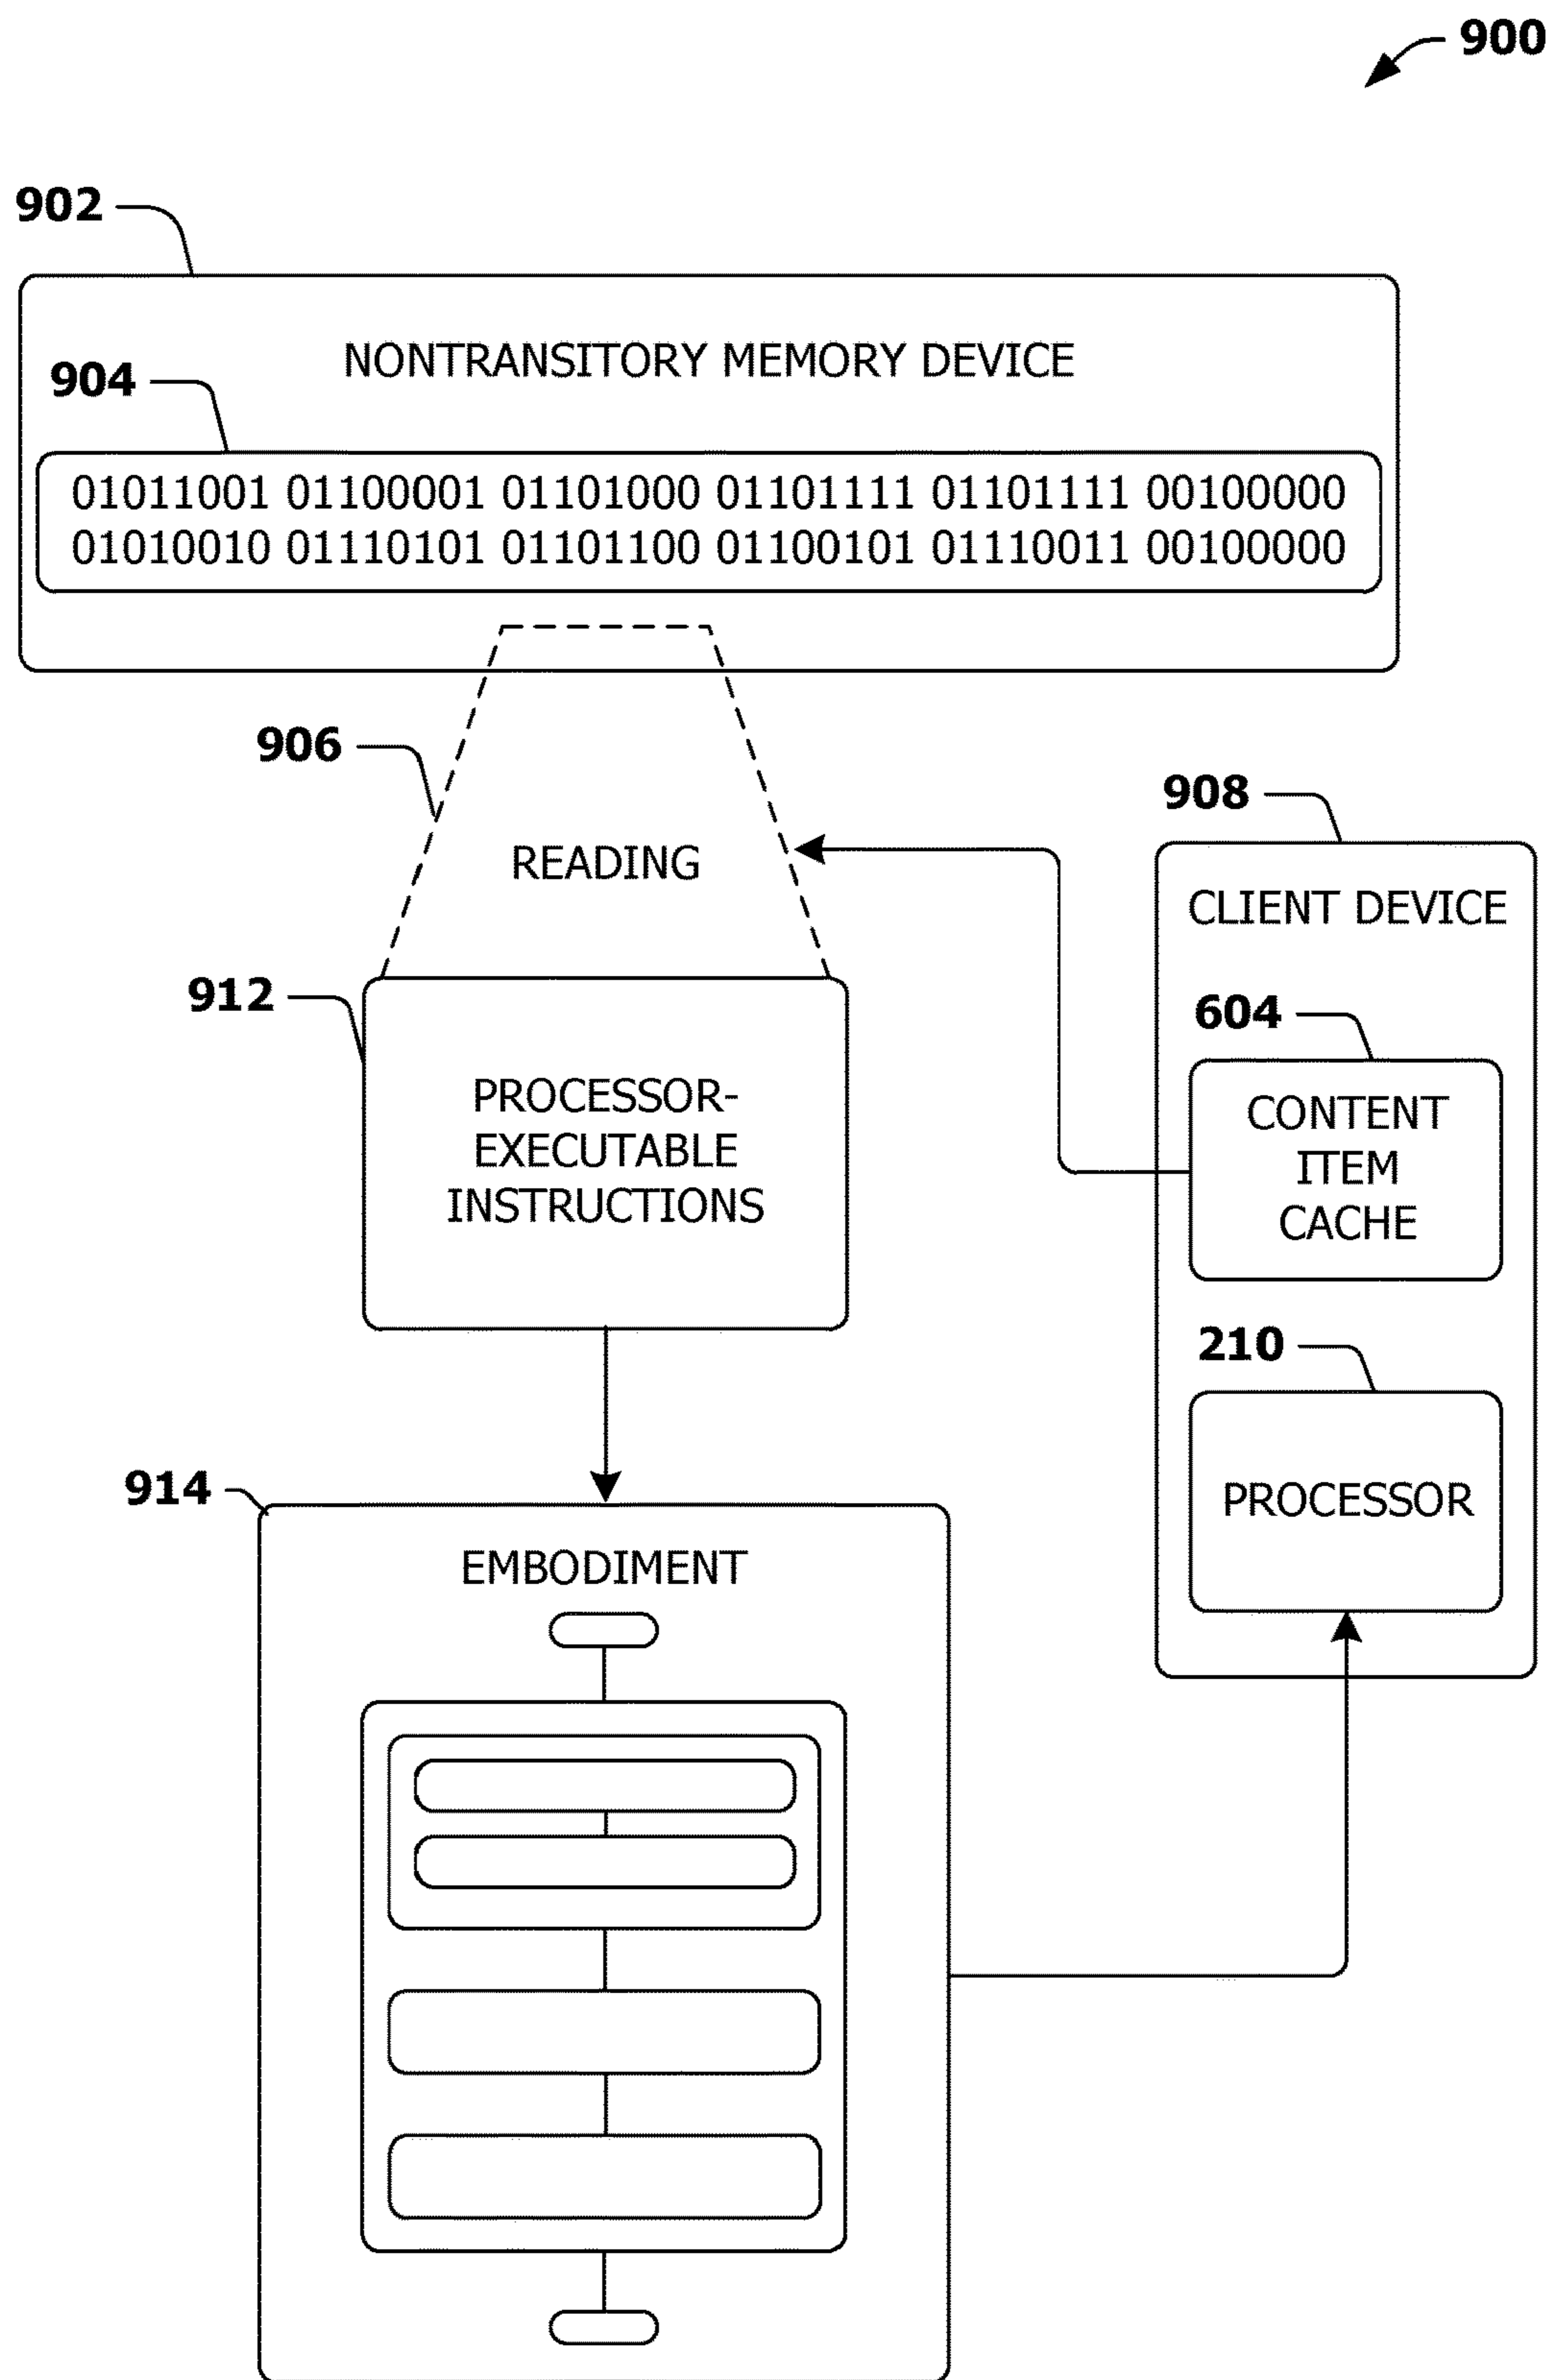 900
902
NONTRANSITORY MEMORY DEVICE
904
01011001 01100001 01101000 01101111 01101111 00100000
01010010 01110101 01101100 01100101 01110011 00100000
906
READING
908
CLIENT DEVICE
912
PROCESSOR-
EXECUTABLE
INSTRUCTIONS
604
CONTENT
ITEM
CACHE
210
PROCESSOR
914
EMBODIMENT